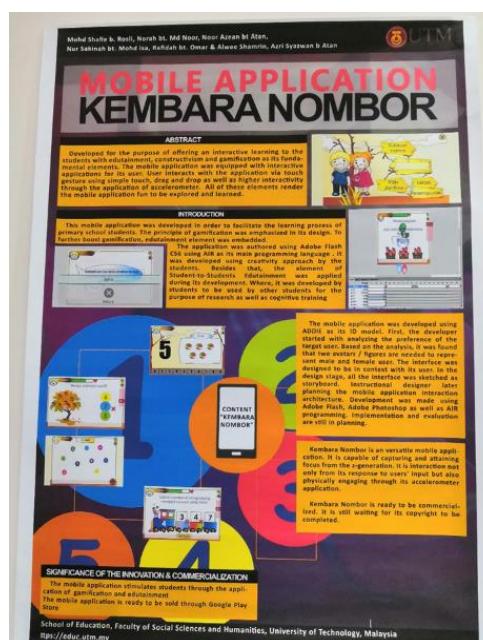 Mohd Shafie b. Rosli, Norah bt. Md Noor, Noor Azean bt Atan,
Nur Sakinah bt. Mohd Isa, Rafidah bt. Omar & Alwee Shamrin, Azri Syazwan b Atan
UTM
MOBILE APPLICATION
KEMBARA NOMBOR
ABSTRACT
Developed for the purpose of offering an interactive learning to the
students with edutainment, constructivism and gamification as its funda-
mental elements. The mobile application was equipped with interactive
applications for its user. User interacts with the application via touch
gesture using simple touch, drag and drop as well as higher interactivity
through the application of accelerometer. All of these elements render
the mobile application fun to be explored and learned.
INTRODUCTION
This mobile application was developed in order to facilitate the learning process of
primary school students. The principle of gamification was emphasized in its design. To
further boost gamification, edutainment element was embedded.
The application was authored using Adobe Flash
CS6 using AIR as its main programming language . It
was developed using creativity approach by the
students. Besides that, the element of
Student-to-Students Edutainment was applied
during its development. Where, it was developed by
students to be used by other students for the
purpose of research as well as cognitive training
The mobile application was developed using
ADDIE as its ID model. First, the developer
started with analyzing the preference of the
target user. Based on the analysis, it was found
that two avatars / figures are needed to repre-
sent male and female user. The interface was
designed to be in context with its user. In the
design stage, all the interface was sketched as
storyboard. Instructional designer later
planning the mobile application interaction
architecture. Development was made using
Adobe Flash, Adobe Photoshop as well as AIR
programming. Implementation and evaluation
are still in planning.
5
1
2
3
CONTENT
"KEMBARA
NOMBOR"
Kembara Nombor is an versatile mobile appli-
cation. It is capable of capturing and attaining
focus from the z-generation. It is interaction not
only from its response to users' input but also
physically engaging through its accelerometer
application.
Kembara Nombor is ready to be commercial-
ized. It is still waiting for its copyright to be
completed.
3 4 7
5
4
SIGNIFICANCE OF THE INNOVATION & COMMERCIALIZATION
The mobile application stimulates students through the appli-
cation of gamification and edutainment
The mobile application is ready to be sold through Google Play
Store
School of Education, Faculty of Social Sciences and Humanities, University of Technology, Malaysia
ttps://educ.utm.my